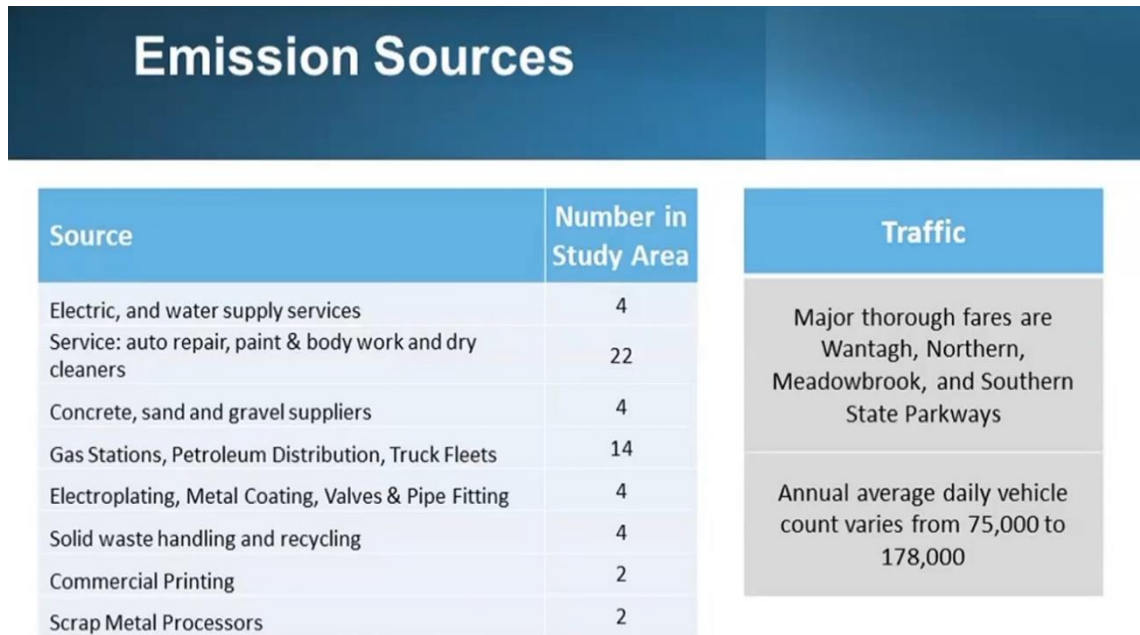 Emission Sources
Source
Number in
Study Area
Electric, and water supply services
4
Service: auto repair, paint & body work and dry
cleaners
22
Concrete, sand and gravel suppliers
4
Gas Stations, Petroleum Distribution, Truck Fleets
14
Electroplating, Metal Coating, Valves & Pipe Fitting
4
Solid waste handling and recycling
4
Commercial Printing
2
Scrap Metal Processors
2
Traffic
Major thorough fares are
Wantagh, Northern,
Meadowbrook, and Southern
State Parkways
Annual average daily vehicle
count varies from 75,000 to
178,000